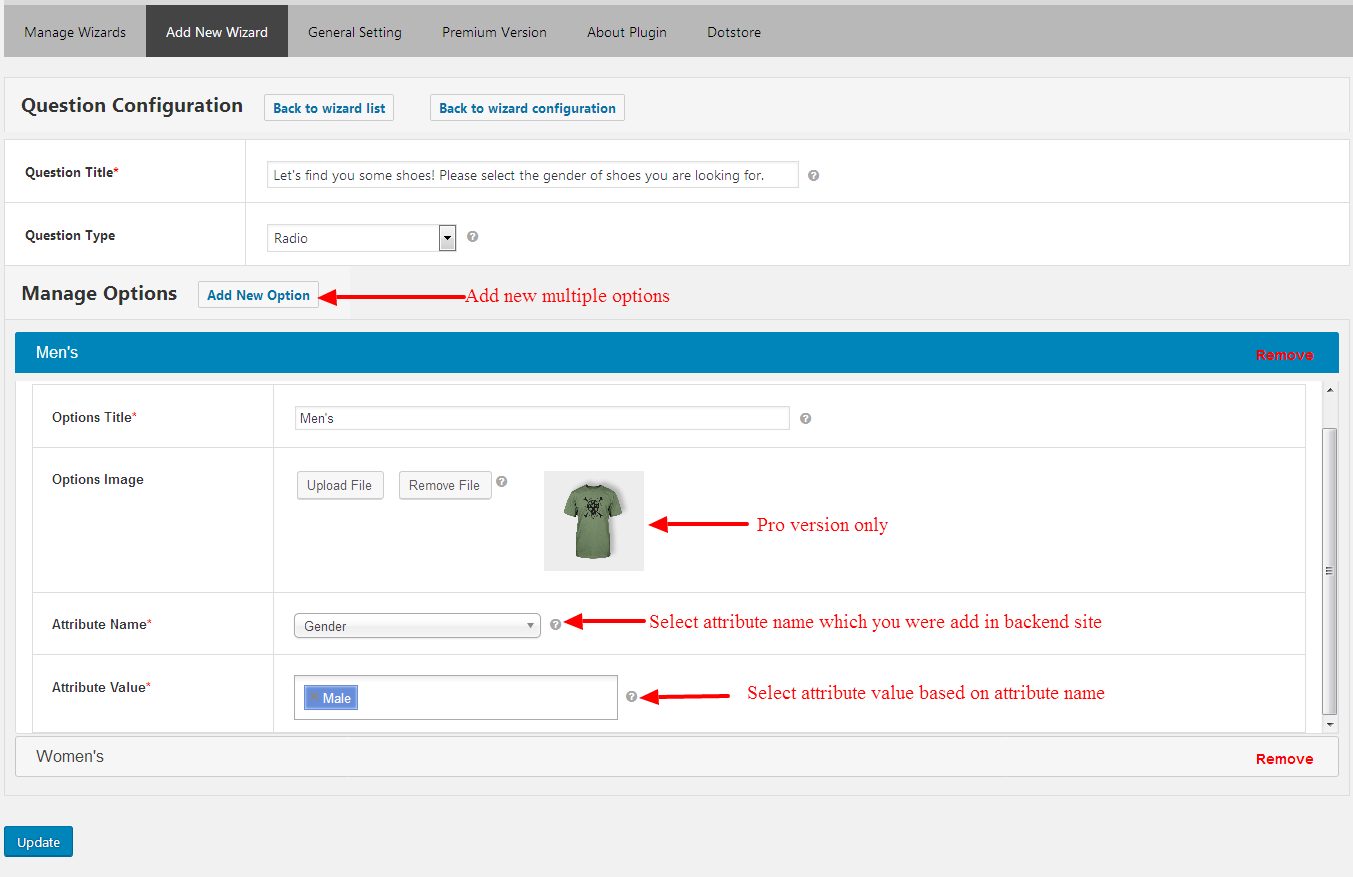 Manage Wizards Add New Wizard General Setting Premium Version About Plugin Dotstore
Question Configuration Back to wizard list Back to wizard configuration
Question Title* Let's find you some shoes! Please select the gender of shoes you are looking for. ?
Question Type Radio ?
Manage Options Add New Option Add new multiple options
Men's Remove
Options Title* Men's ?
Options Image Upload File Remove File ?
Pro version only
Attribute Name* Gender ? Select attribute name which you were add in backend site
Attribute Value* × Male ? Select attribute value based on attribute name
Women's Remove
Update